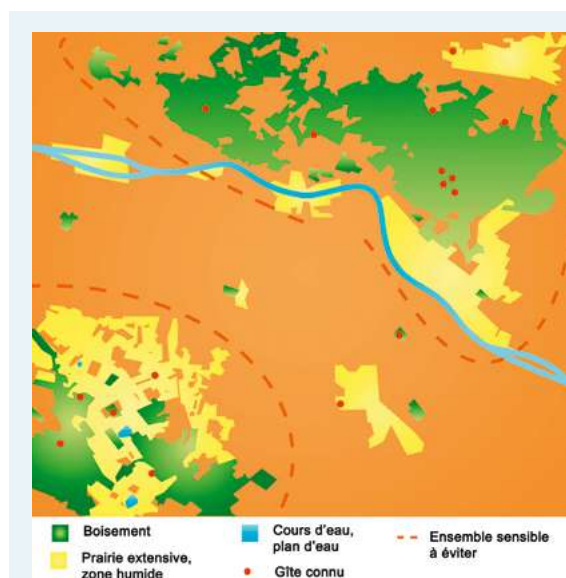 Boisement
Prairie extensive,
zone humide
Cours d'eau,
plan d'eau
Gîte connu
Ensemble sensible
à éviter